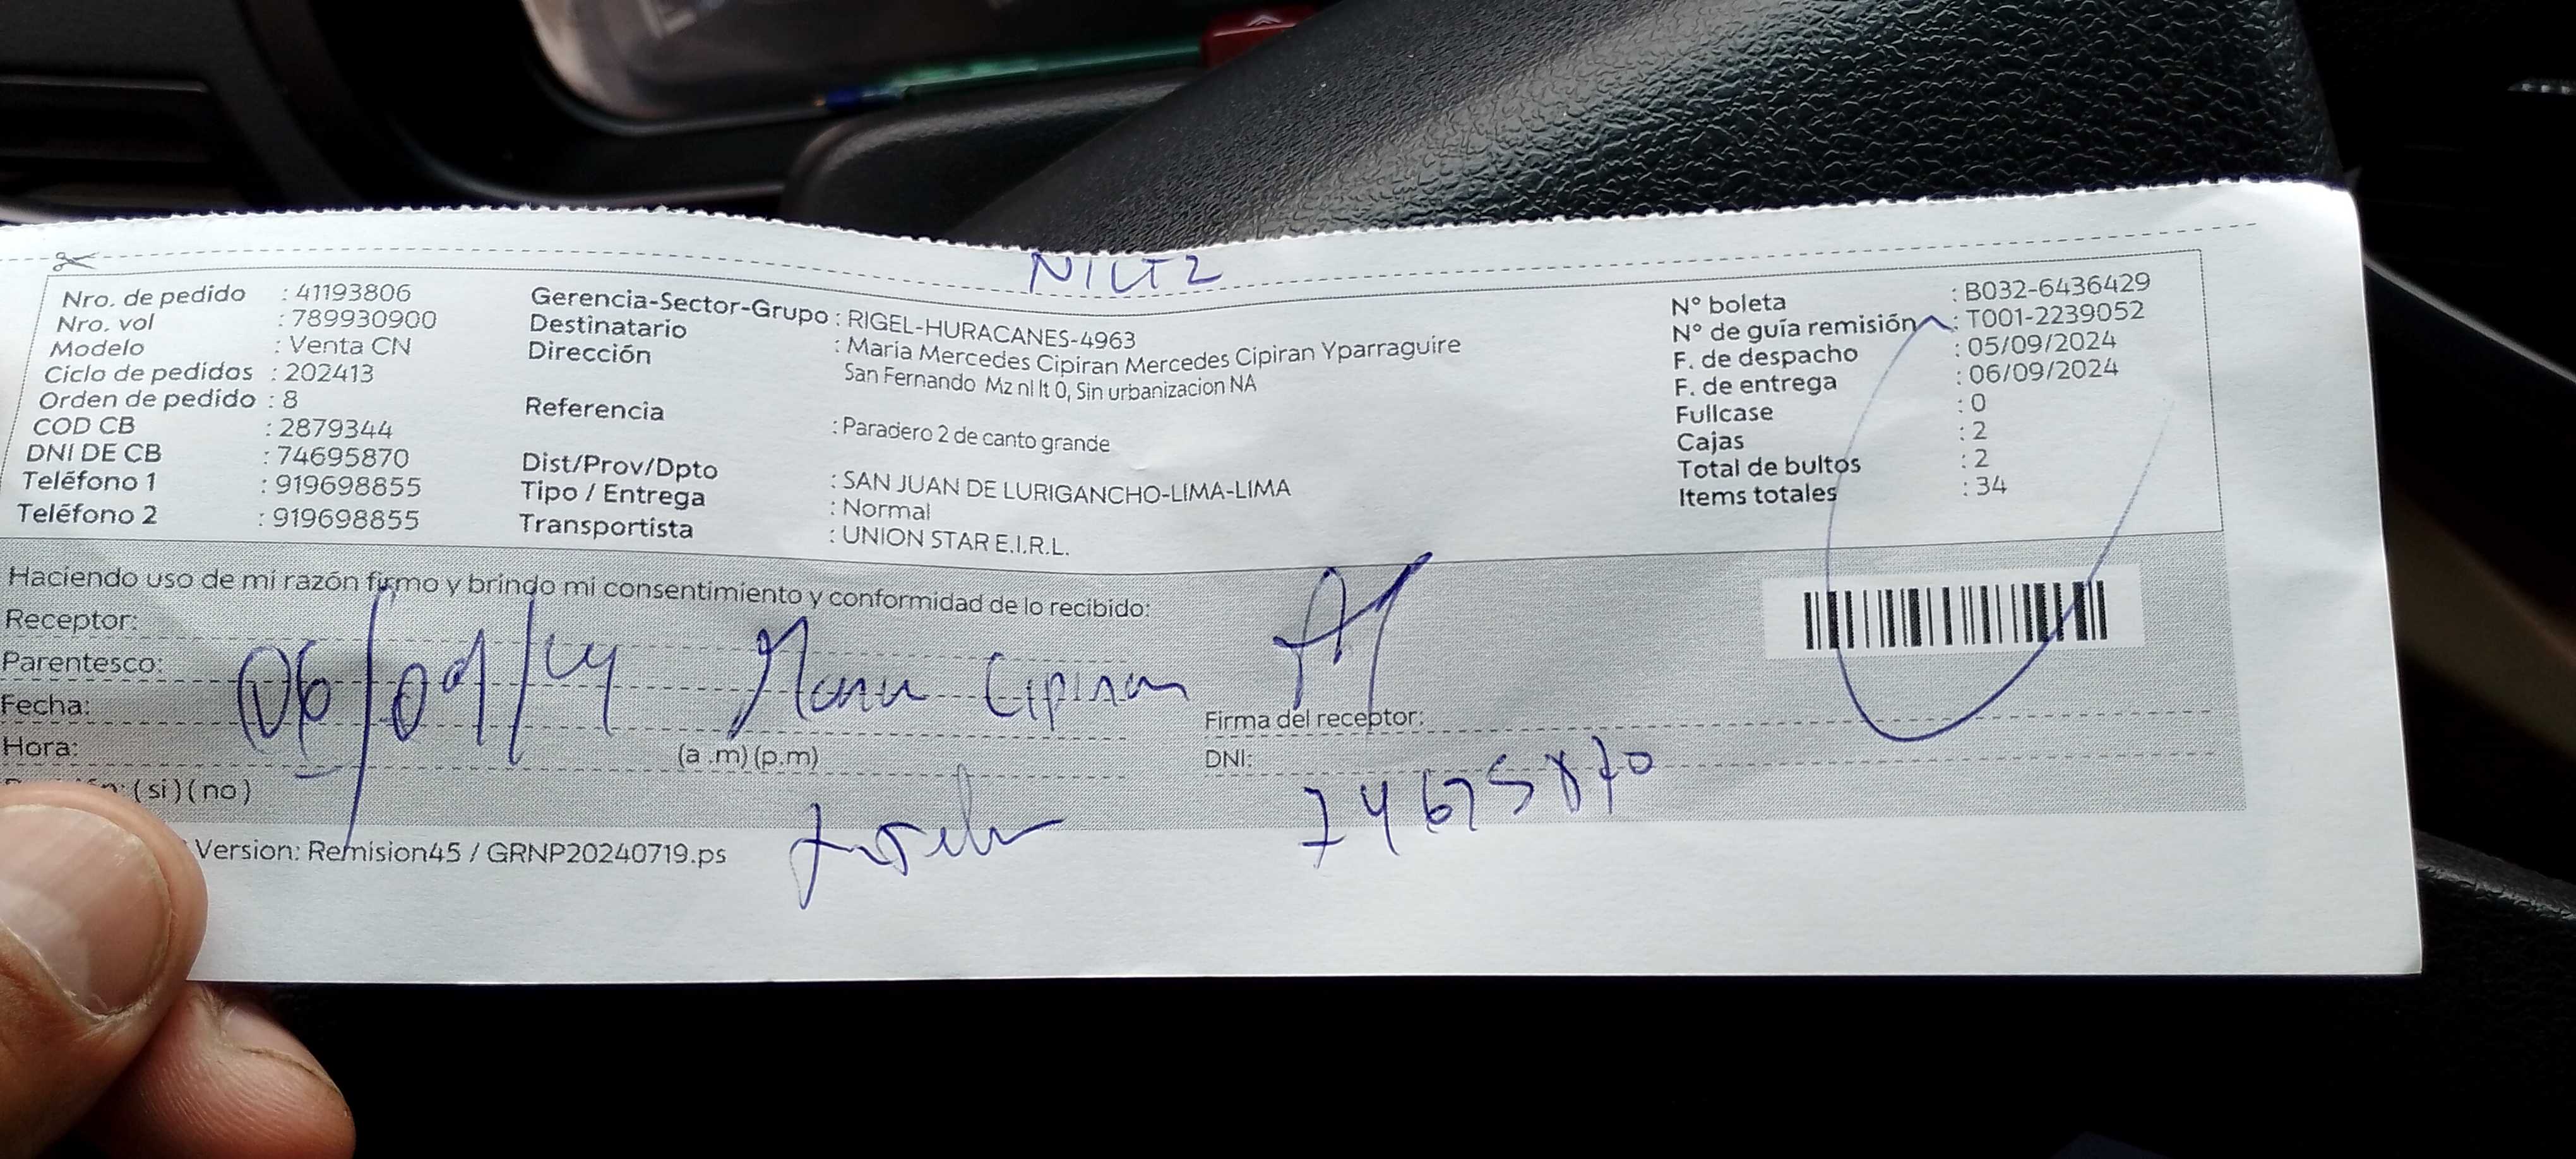 N1 LT 2
Nro. de pedido : 41193806
Nro. vol : 789930900
Modelo : Venta CN
Ciclo de pedidos : 202413
Orden de pedido : 8
COD CB : 2879344
DNI DE CB : 74695870
Teléfono 1 : 919698855
Teléfono 2 : 919698855
Gerencia-Sector-Grupo : RIGEL-HURACANES-4963
Destinatario : Maria Mercedes Cipiran Mercedes Cipiran Yparraguire
Dirección San Fernando Mz nl lt 0, Sin urbanizacion NA
Referencia : Paradero 2 de canto grande
Dist/Prov/Dpto : SAN JUAN DE LURIGANCHO-LIMA-LIMA
Tipo / Entrega : Normal
Transportista : UNION STAR E.I.R.L.
N° boleta : B032-6436429
N° de guía remisión : T001-2239052
F. de despacho : 05/09/2024
F. de entrega : 06/09/2024
Fullcase : 0
Cajas : 2
Total de bultos : 2
Items totales : 34
Haciendo uso de mi razón firmo y brindo mi consentimiento y conformidad de lo recibido:
Receptor:
Parentesco:
Fecha: 06/09/24 Maria Cipiran
Firma del receptor:
Hora: (a .m) (p.m)
DNI: 74695870
(si) (no)
Version: Remision45 / GRNP20240719.ps